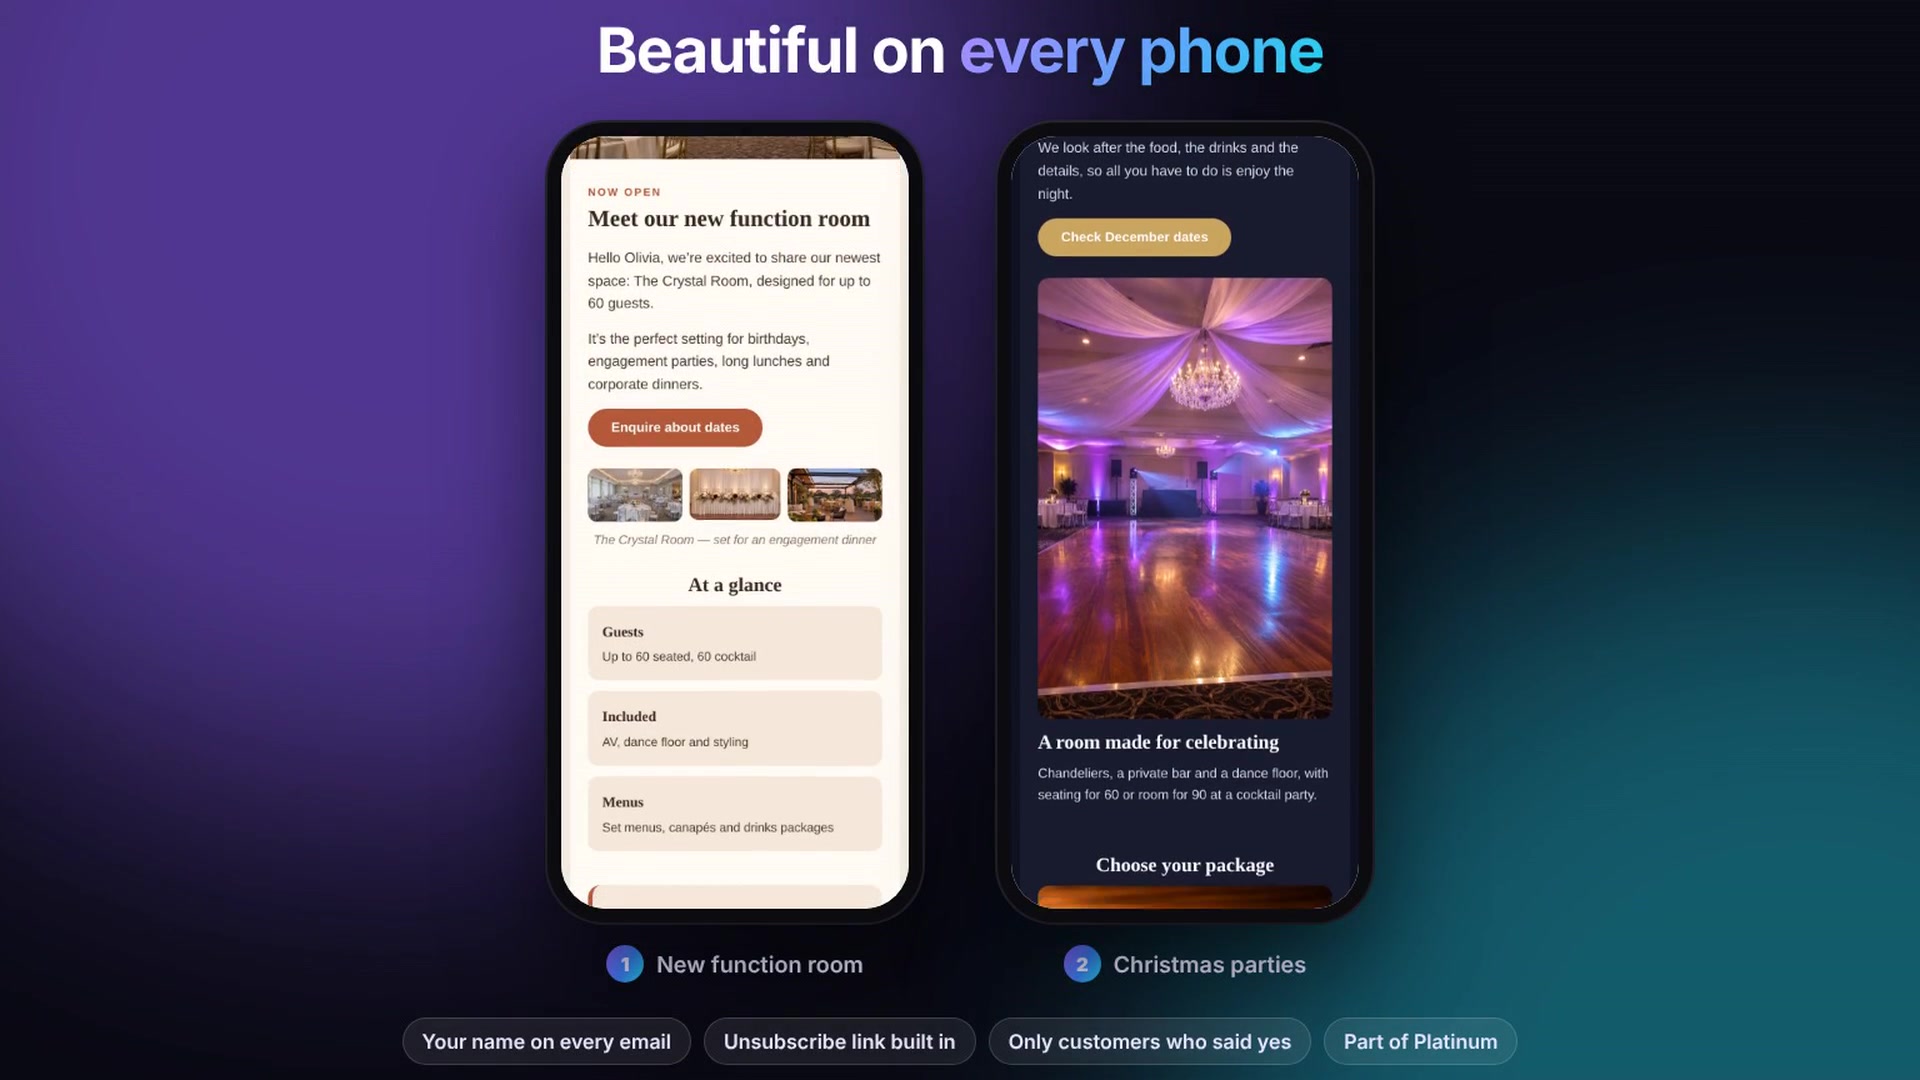 Beautiful on every phone
NOW OPEN
Meet our new function room
Hello Olivia, we're excited to share our newest
space: The Crystal Room, designed for up to
60 guests.
It's the perfect setting for birthdays,
engagement parties, long lunches and
corporate dinners.
Enquire about dates
The Crystal Room — set for an engagement dinner
At a glance
Guests
Up to 60 seated, 60 cocktail
Included
AV, dance floor and styling
Menus
Set menus, canapés and drinks packages
1 New function room
We look after the food, the drinks and the
details, so all you have to do is enjoy the
night.
Check December dates
A room made for celebrating
Chandeliers, a private bar and a dance floor, with
seating for 60 or room for 90 at a cocktail party.
Choose your package
2 Christmas parties
Your name on every email
Unsubscribe link built in
Only customers who said yes
Part of Platinum